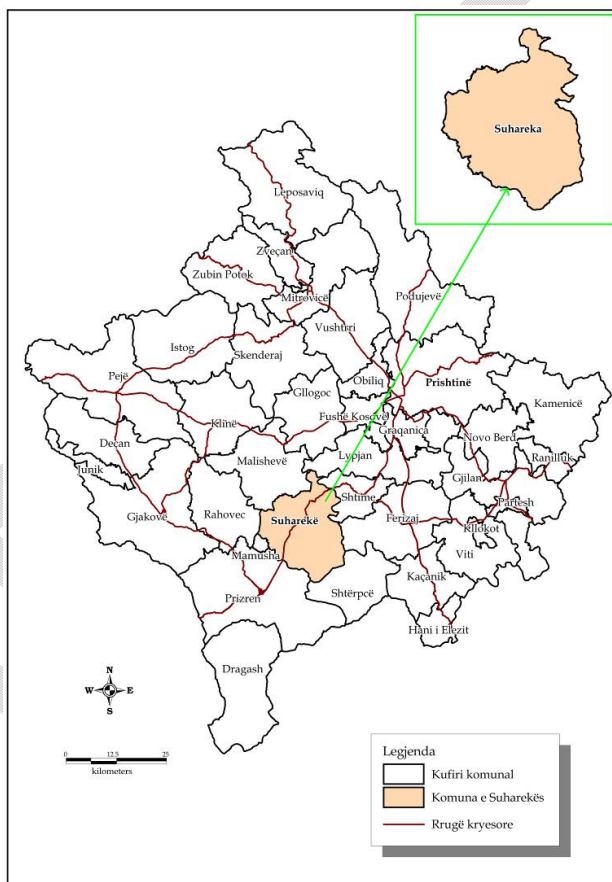 Suhareka
Leposaviq
Zveçan
Zubin Potok
Mitrovicë
Podujevë
Vushtrri
Istog
Skenderaj
Pejë
Obiliq
Prishtinë
Gllogoc
Kamenicë
Fushë Kosovë
Klinë
Graqanica
Deçan
Novo Berd
Lypjan
Ranilluk
Malishevë
Junik
Gjilan
Shtime
Partesh
Gjakovë
Rahovec
Suharekë
Ferizaj
Kllokot
Viti
Mamusha
Kaçanik
Prizren
Shtërpcë
Hani i Elezit
Dragash
N
W E
S
0 12.5 25
kilometers
Legjenda
Kufiri komunal
Komuna e Suharekës
Rrugë kryesore